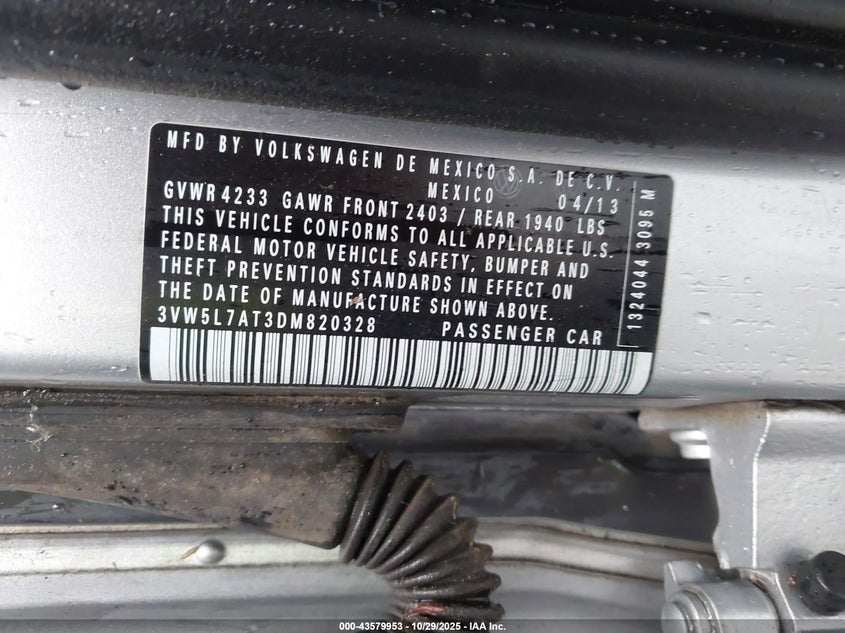 MFD BY VOLKSWAGEN DE MEXICO S.A. DE C.V.
MEXICO 04/13
GVWR 4233 GAWR FRONT 2403 / REAR 1940 LBS
THIS VEHICLE CONFORMS TO ALL APPLICABLE U.S.
FEDERAL MOTOR VEHICLE SAFETY, BUMPER AND
THEFT PREVENTION STANDARDS IN EFFECT ON
THE DATE OF MANUFACTURE SHOWN ABOVE.
3VW5L7AT3DM820328 PASSENGER CAR
1324044 3095 M
000-43579953 - 10/29/2025 - IAA Inc.